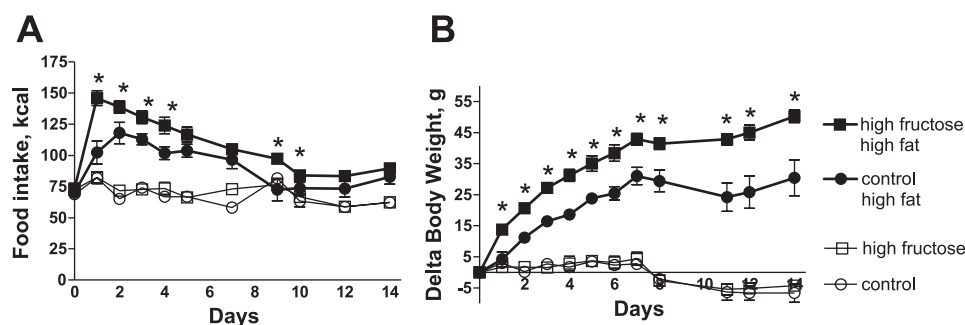 A
B
Food intake, kcal
175
150
125
100
75
50
25
0
* * * * * *
0 2 4 6 8 10 12 14
Days
Delta Body Weight, g
55
45
35
25
15
5
-5
* * * * * * * * * * *
2 4 6 8 10 12 14
Days
high fructose
high fat
control
high fat
high fructose
control